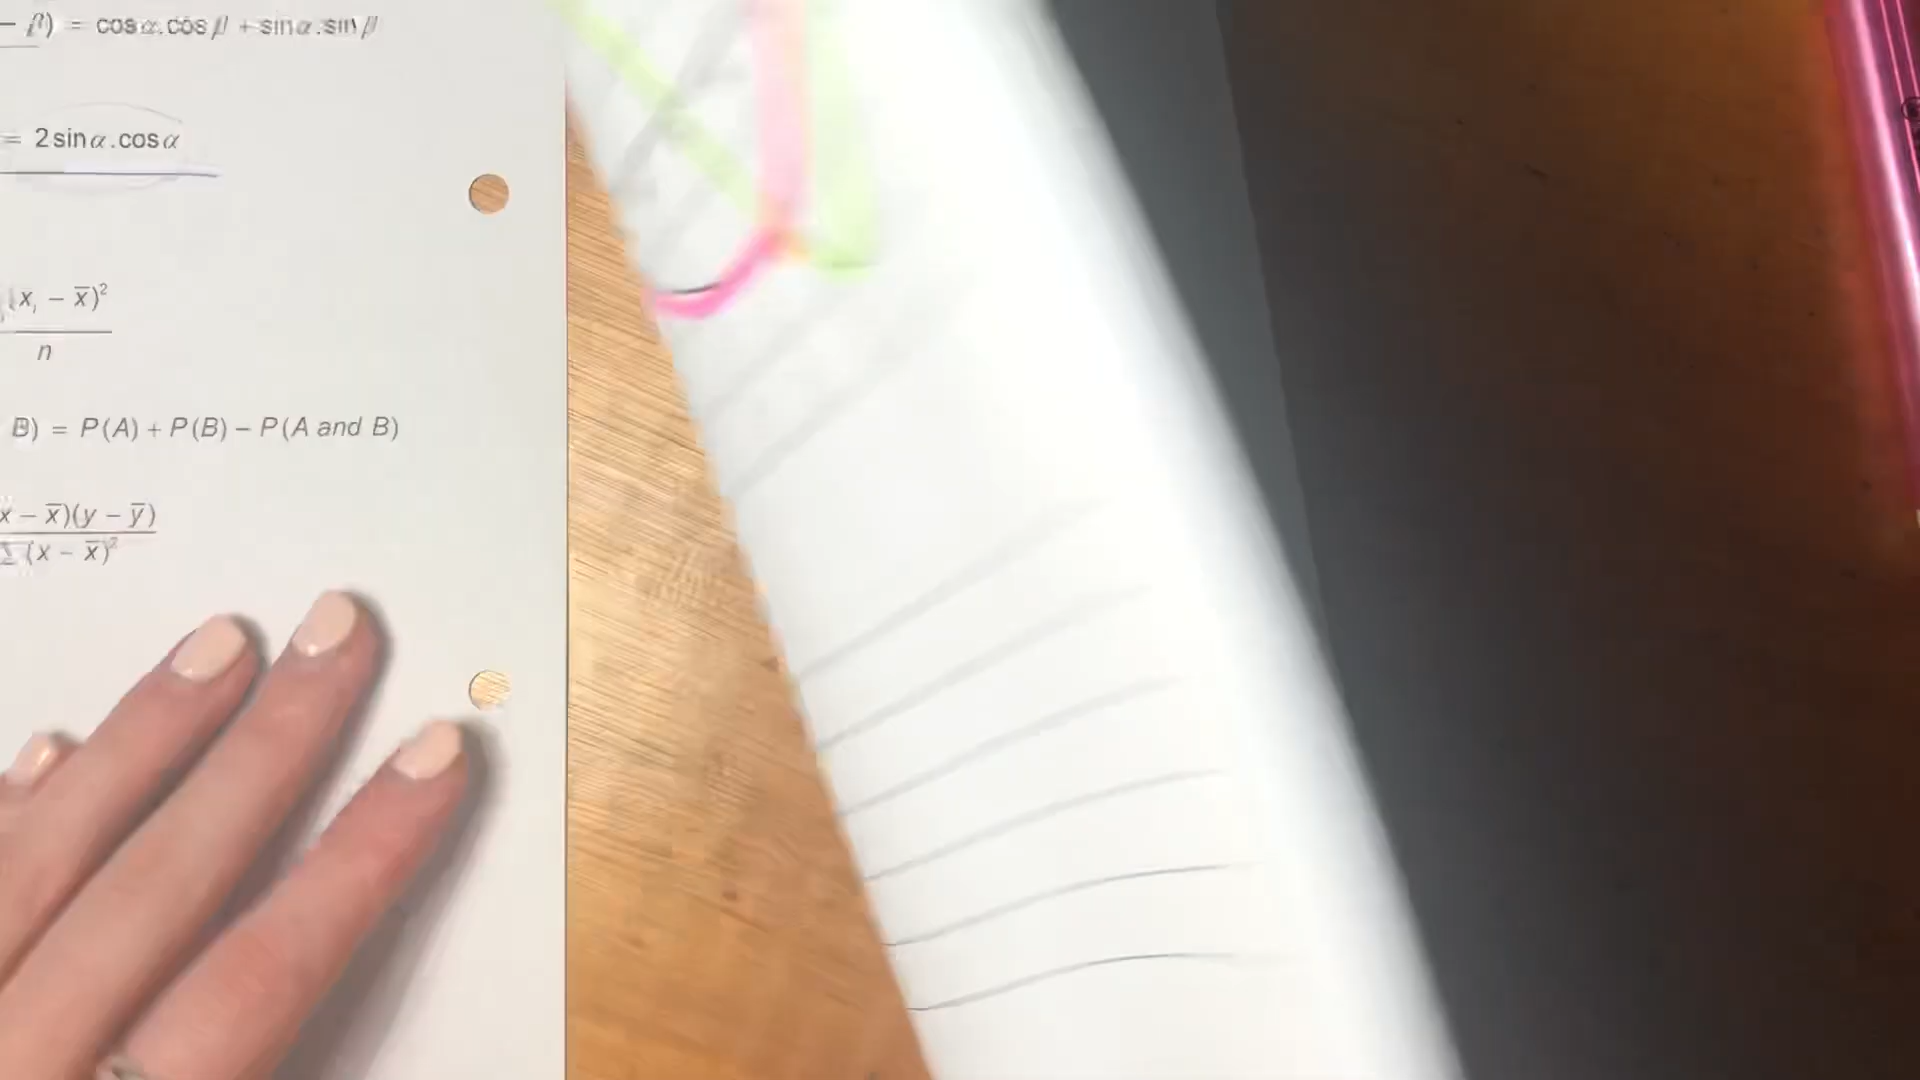 − β) = cosα.cosβ + sinα.sinβ
= 2sinα.cosα
(xᵢ − x̄)²
n
B) = P(A) + P(B) − P(A and B)
x − x̄)(y − ȳ)
∑(x − x̄)²